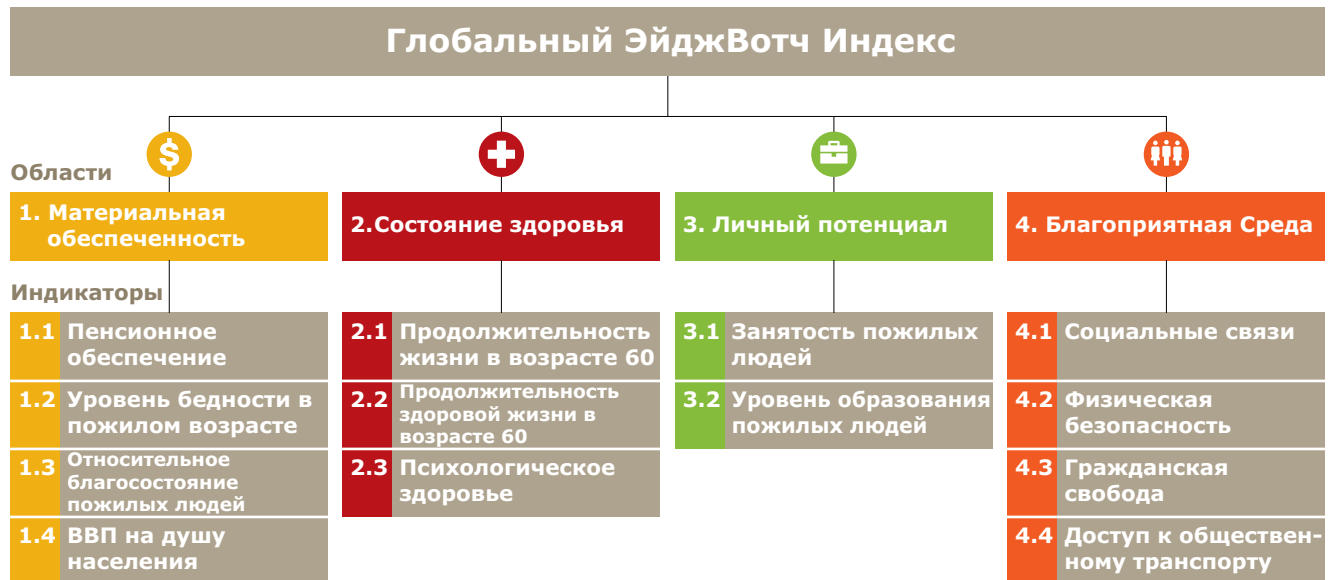 Глобальный ЭйджВотч Индекс
Области
1. Материальная
обеспеченность
2.Состояние здоровья
3. Личный потенциал
4. Благоприятная Среда
Индикаторы
1.1 Пенсионное
обеспечение
1.2 Уровень бедности в
пожилом возрасте
1.3 Относительное
благосостояние
пожилых людей
1.4 ВВП на душу
населения
2.1 Продолжительность
жизни в возрасте 60
2.2 Продолжительность
здоровой жизни в
возрасте 60
2.3 Психологическое
здоровье
3.1 Занятость пожилых
людей
3.2 Уровень образования
пожилых людей
4.1 Социальные связи
4.2 Физическая
безопасность
4.3 Гражданская
свобода
4.4 Доступ к обществен-
ному транспорту